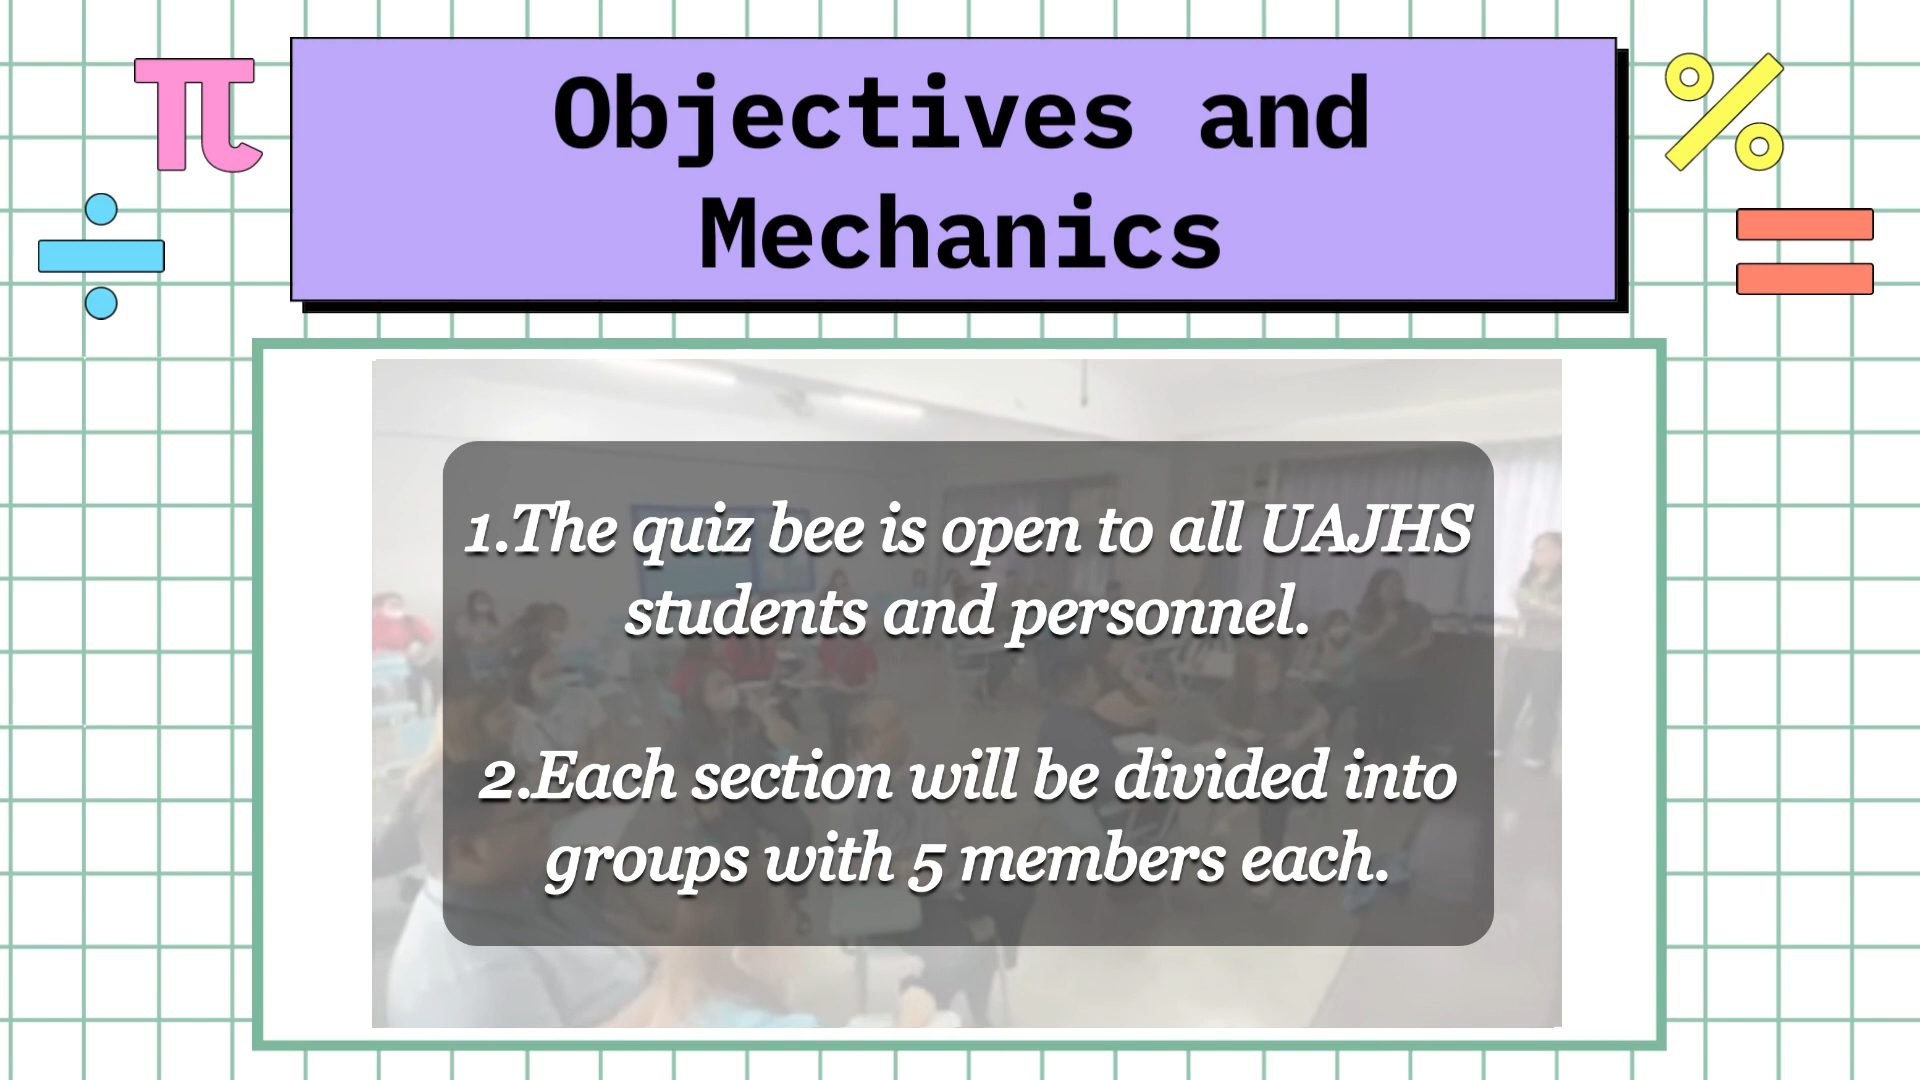 Objectives and
Mechanics
1.The quiz bee is open to all UAJHS
students and personnel.
2.Each section will be divided into
groups with 5 members each.